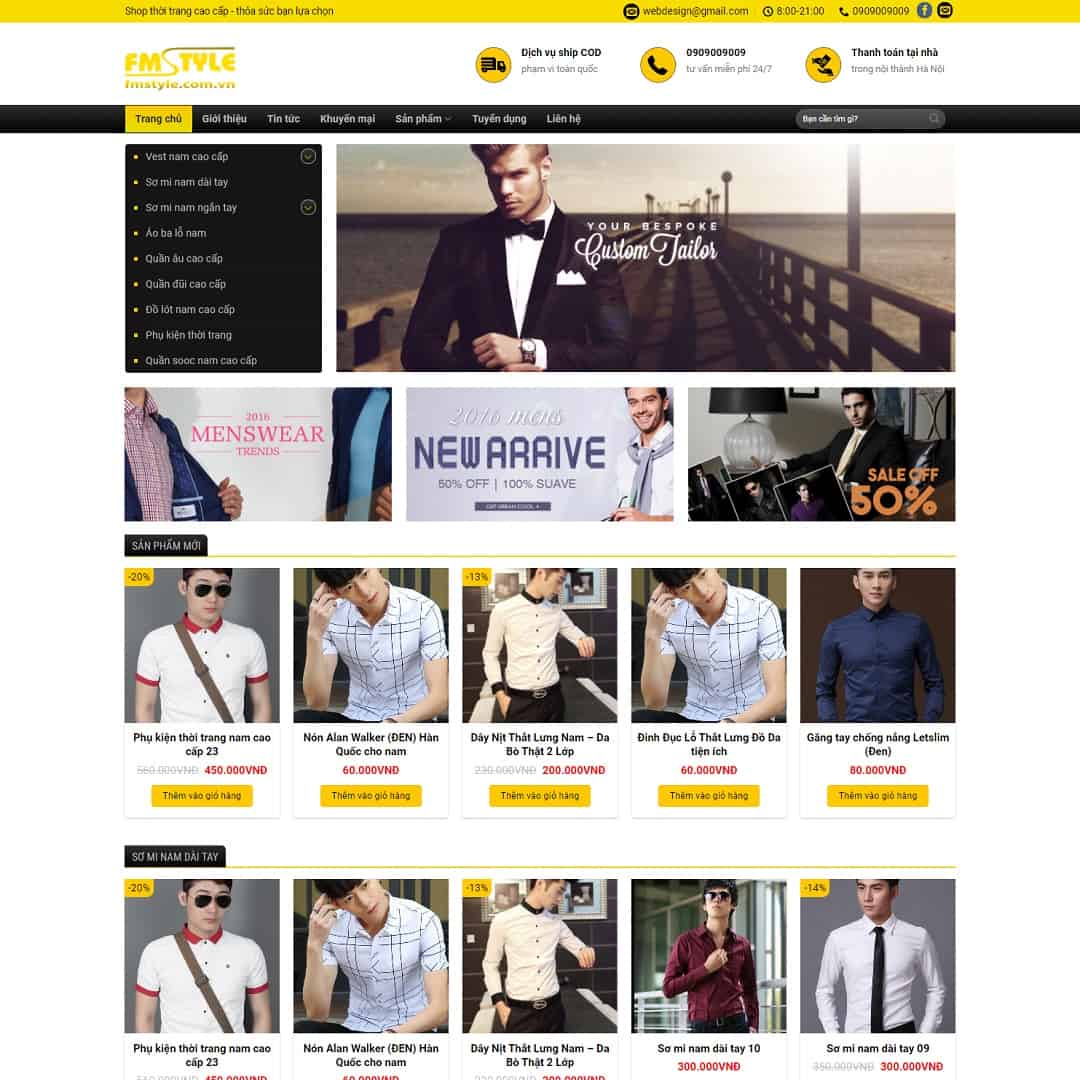 Shop thời trang cao cấp - thỏa sức bạn lựa chọn
webdesign@gmail.com
8:00-21:00
0909009009
FMSTYLE
fmstyle.com.vn
Dịch vụ ship COD
phạm vi toàn quốc
0909009009
tư vấn miễn phí 24/7
Thanh toán tại nhà
trong nội thành Hà Nội
Trang chủ
Giới thiệu
Tin tức
Khuyến mại
Sản phẩm
Tuyển dụng
Liên hệ
Bạn cần tìm gì?
Vest nam cao cấp
Sơ mi nam dài tay
Sơ mi nam ngắn tay
Áo ba lỗ nam
Quần âu cao cấp
Quần đũi cao cấp
Đồ lót nam cao cấp
Phụ kiện thời trang
Quần sooc nam cao cấp
YOUR BESPOKE
Custom Tailor
2016
MENSWEAR
TRENDS
2016 mens
NEW ARRIVE
50% OFF | 100% SUAVE
SALE OFF
50%
SẢN PHẨM MỚI
-20%
-13%
Phụ kiện thời trang nam cao
cấp 23
560.000VNĐ 450.000VNĐ
Thêm vào giỏ hàng
Nón Alan Walker (ĐEN) Hàn
Quốc cho nam
60.000VNĐ
Thêm vào giỏ hàng
Dây Nịt Thắt Lưng Nam – Da
Bò Thật 2 Lớp
230.000VNĐ 200.000VNĐ
Thêm vào giỏ hàng
Đinh Đục Lỗ Thắt Lưng Đồ Da
tiện ích
60.000VNĐ
Thêm vào giỏ hàng
Găng tay chống nắng Letslim
(Đen)
80.000VNĐ
Thêm vào giỏ hàng
SƠ MI NAM DÀI TAY
-20%
-13%
-14%
Phụ kiện thời trang nam cao
cấp 23
560.000VNĐ 450.000VNĐ
Nón Alan Walker (ĐEN) Hàn
Quốc cho nam
60.000VNĐ
Dây Nịt Thắt Lưng Nam – Da
Bò Thật 2 Lớp
230.000VNĐ 200.000VNĐ
Sơ mi nam dài tay 10
300.000VNĐ
Sơ mi nam dài tay 09
350.000VNĐ 300.000VNĐ